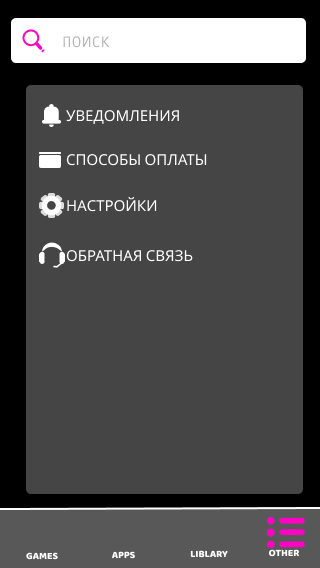 ПОИСК
УВЕДОМЛЕНИЯ
СПОСОБЫ ОПЛАТЫ
НАСТРОЙКИ
ОБРАТНАЯ СВЯЗЬ
GAMES APPS LIBLARY OTHER